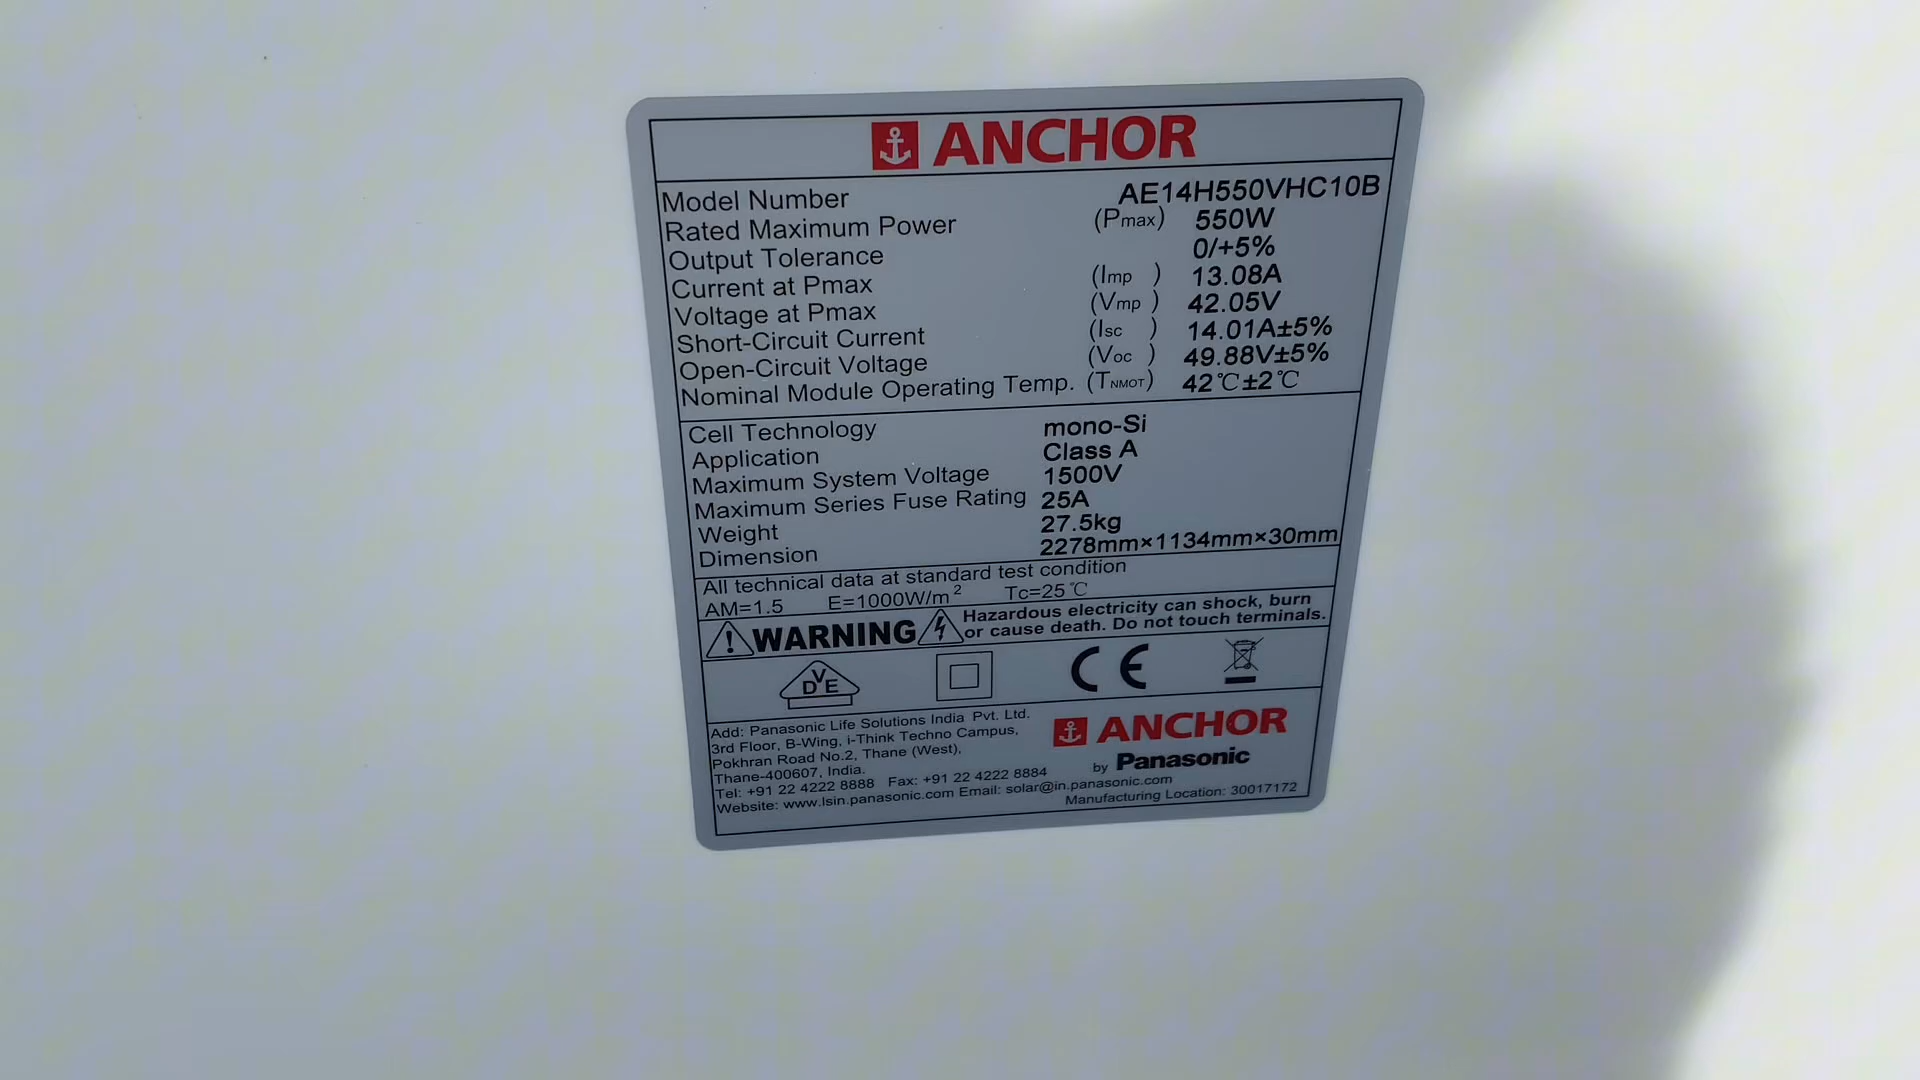 ANCHOR
Model Number AE14H550VHC10B
Rated Maximum Power (Pmax) 550W
Output Tolerance 0/+5%
Current at Pmax (Imp ) 13.08A
Voltage at Pmax (Vmp ) 42.05V
Short-Circuit Current (Isc ) 14.01A±5%
Open-Circuit Voltage (Voc ) 49.88V±5%
Nominal Module Operating Temp. (TNMOT) 42℃±2℃
Cell Technology mono-Si
Application Class A
Maximum System Voltage 1500V
Maximum Series Fuse Rating 25A
Weight 27.5kg
Dimension 2278mm×1134mm×30mm
All technical data at standard test condition
AM=1.5 E=1000W/m² Tc=25℃
WARNING Hazardous electricity can shock, burn
or cause death. Do not touch terminals.
DVE CE
Add: Panasonic Life Solutions India Pvt. Ltd.
3rd Floor, B-Wing, i-Think Techno Campus,
Pokhran Road No.2, Thane (West),
Thane-400607, India.
Tel: +91 22 4222 8888 Fax: +91 22 4222 8884
Website: www.lsin.panasonic.com Email: solar@in.panasonic.com
ANCHOR
by Panasonic
Manufacturing Location: 30017172